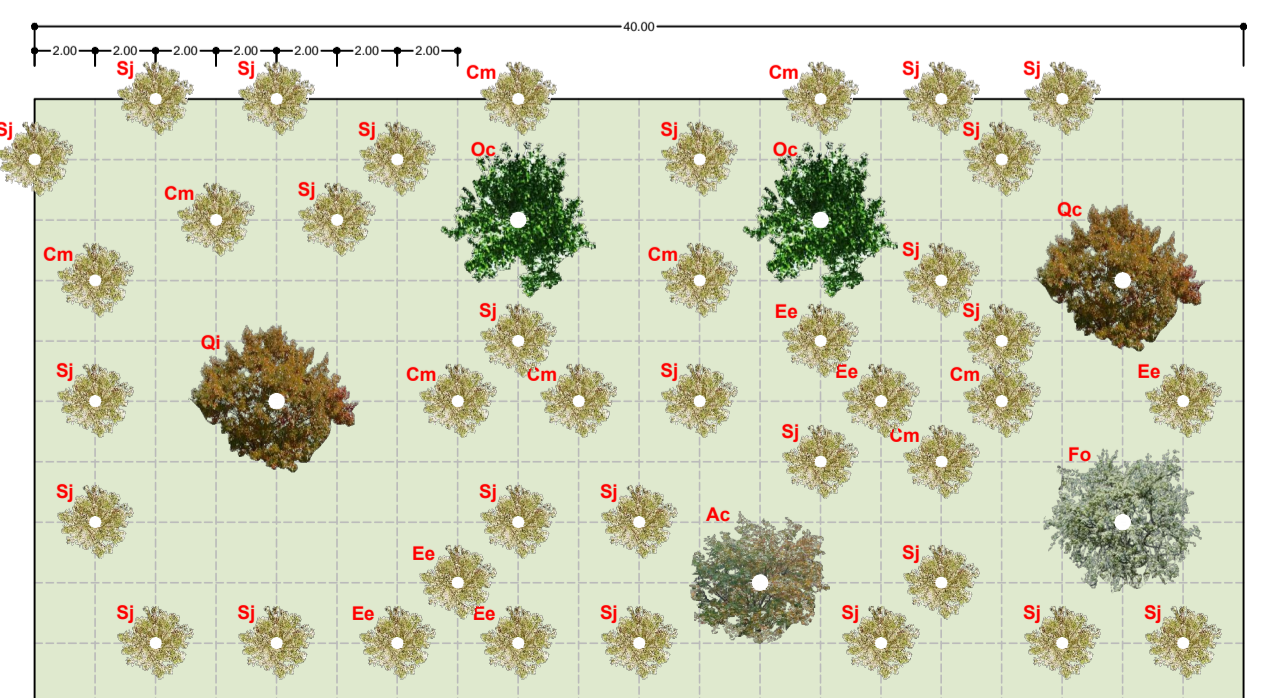 40.00
2.00 2.00 2.00 2.00 2.00 2.00 2.00
Sj Sj Cm Cm Sj Sj
Sj Sj Sj Sj
Oc Oc
Cm Sj Qc
Cm Cm Sj
Sj Ee Sj
Qi
Sj Cm Cm Sj Ee Cm Ee
Sj Cm
Fo
Sj Sj Sj
Ac
Ee Sj
Sj Sj Ee Ee Sj Sj Sj Sj